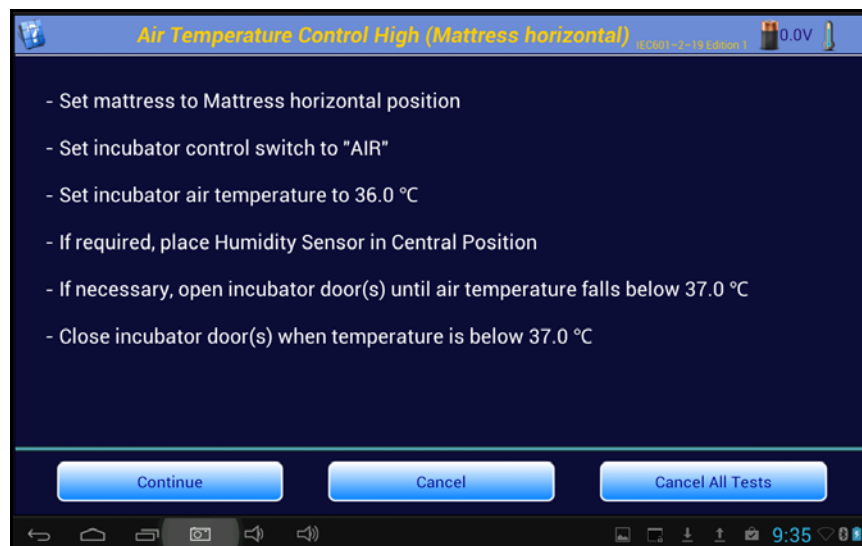 Air Temperature Control High (Mattress horizontal) IEC601-2-19 Edition 1 0.0V
- Set mattress to Mattress horizontal position
- Set incubator control switch to "AIR"
- Set incubator air temperature to 36.0 °C
- If required, place Humidity Sensor in Central Position
- If necessary, open incubator door(s) until air temperature falls below 37.0 °C
- Close incubator door(s) when temperature is below 37.0 °C
Continue Cancel Cancel All Tests
9:35